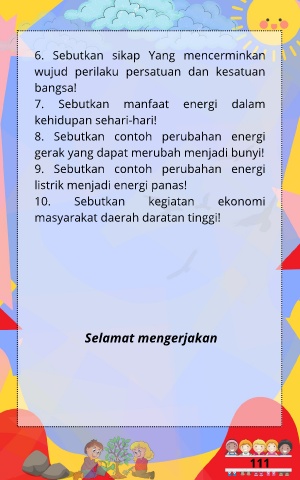 6. Sebutkan sikap Yang mencerminkan
wujud perilaku persatuan dan kesatuan
bangsa!
7. Sebutkan manfaat energi dalam
kehidupan sehari-hari!
8. Sebutkan contoh perubahan energi
gerak yang dapat merubah menjadi bunyi!
9. Sebutkan contoh perubahan energi
listrik menjadi energi panas!
10. Sebutkan kegiatan ekonomi
masyarakat daerah daratan tinggi!
Selamat mengerjakan
111